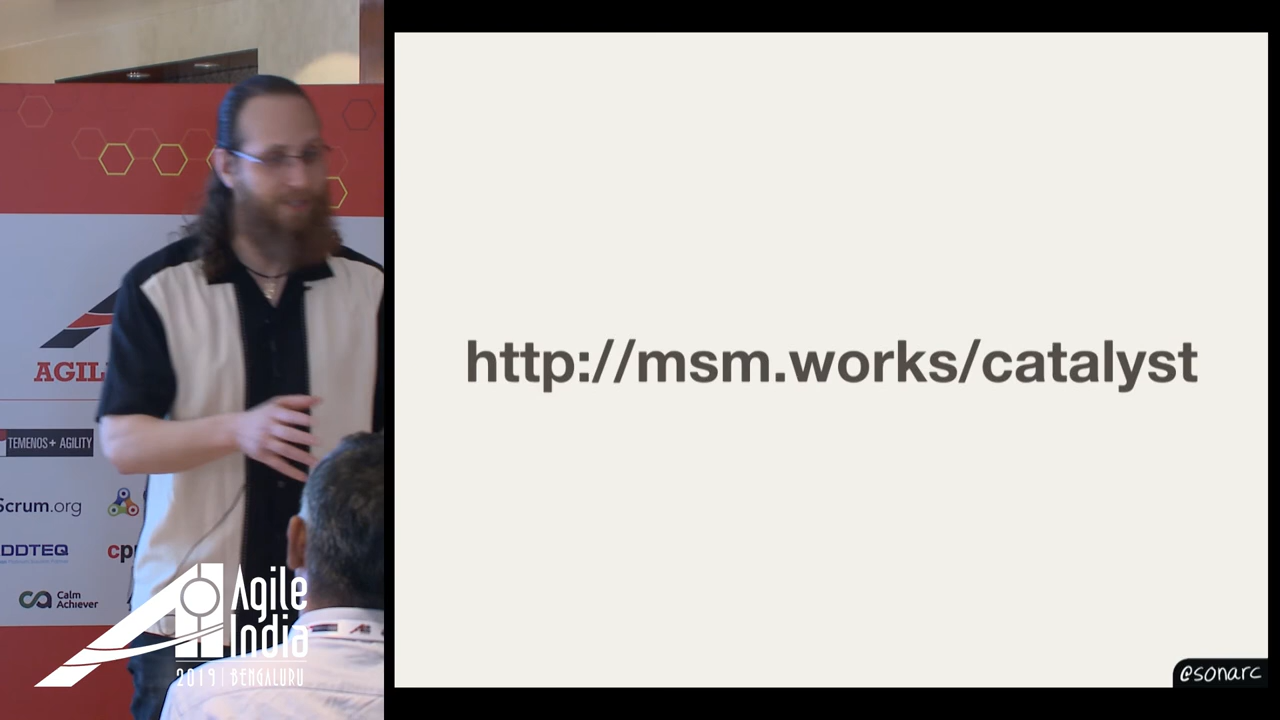 AGIL
TEMENOS+ AGILITY
Scrum.org
DDTEQ
cp
Calm
Achiever
Agile
India
2019 | BENGALURU
http://msm.works/catalyst
@sonarc